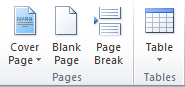 Cover Page
Blank Page
Page Break
Table
Pages
Tables